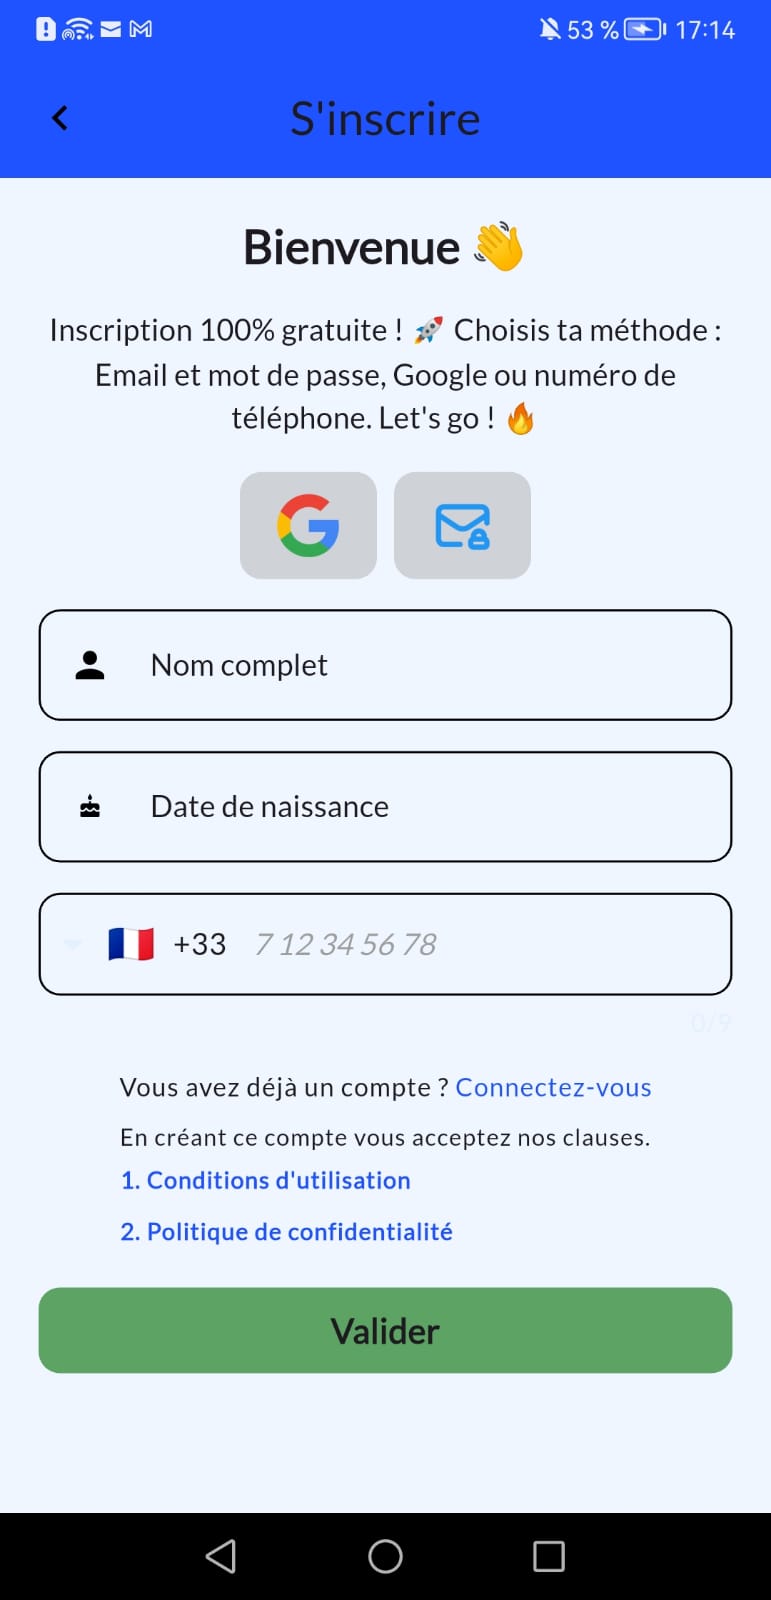 53 % 17:14
S'inscrire
Bienvenue 👋
Inscription 100% gratuite ! 🚀 Choisis ta méthode :
Email et mot de passe, Google ou numéro de
téléphone. Let's go ! 🔥
Nom complet
Date de naissance
+33 7 12 34 56 78
0/9
Vous avez déjà un compte ? Connectez-vous
En créant ce compte vous acceptez nos clauses.
1. Conditions d'utilisation
2. Politique de confidentialité
Valider